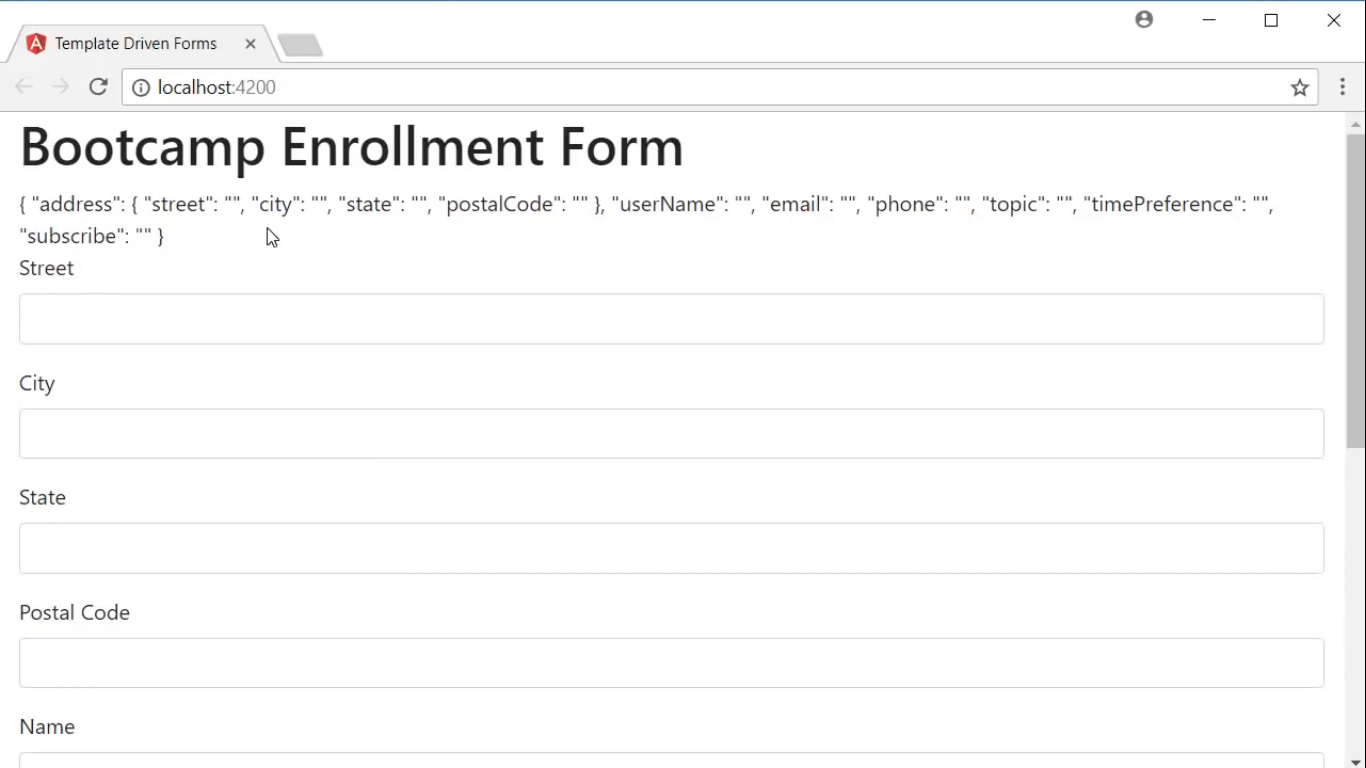 Template Driven Forms
localhost:4200
Bootcamp Enrollment Form
{ "address": { "street": "", "city": "", "state": "", "postalCode": "" }, "userName": "", "email": "", "phone": "", "topic": "", "timePreference": "",
"subscribe": "" }
Street
City
State
Postal Code
Name